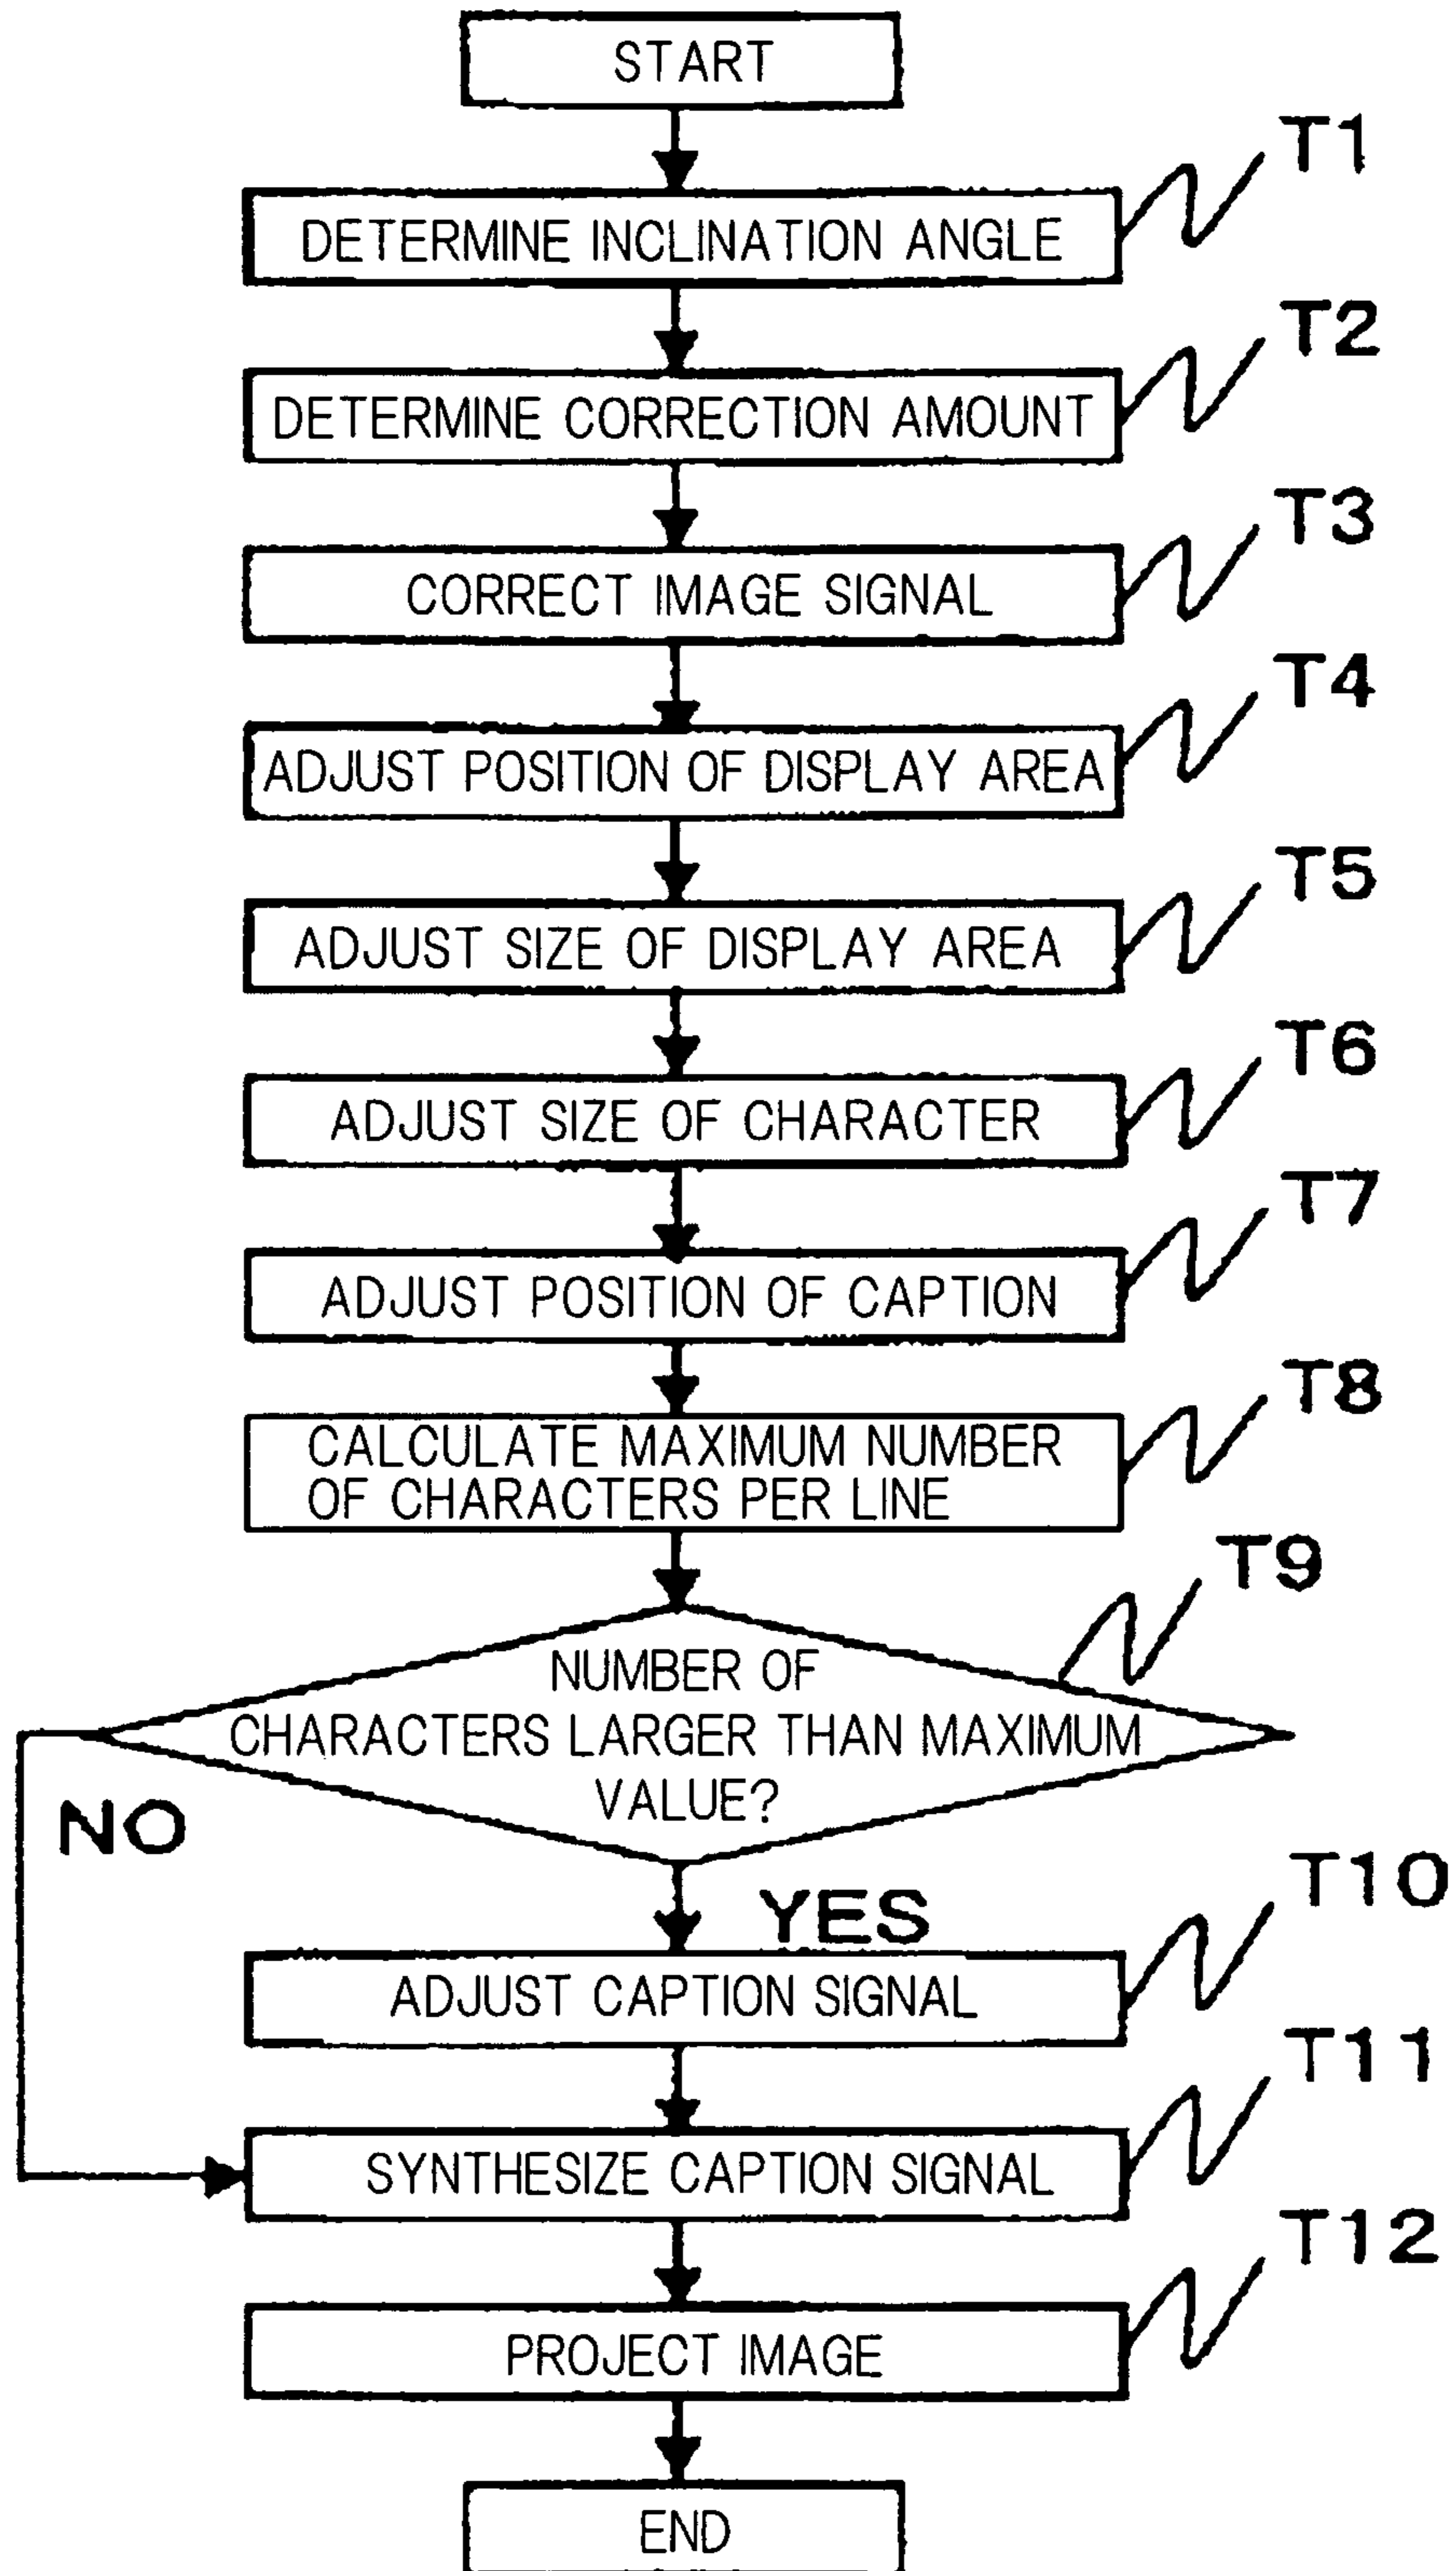 START
T1
DETERMINE INCLINATION ANGLE
T2
DETERMINE CORRECTION AMOUNT
T3
CORRECT IMAGE SIGNAL
T4
ADJUST POSITION OF DISPLAY AREA
T5
ADJUST SIZE OF DISPLAY AREA
T6
ADJUST SIZE OF CHARACTER
T7
ADJUST POSITION OF CAPTION
T8
CALCULATE MAXIMUM NUMBER
OF CHARACTERS PER LINE
T9
NUMBER OF
CHARACTERS LARGER THAN MAXIMUM
VALUE?
NO
YES
T10
ADJUST CAPTION SIGNAL
T11
SYNTHESIZE CAPTION SIGNAL
T12
PROJECT IMAGE
END